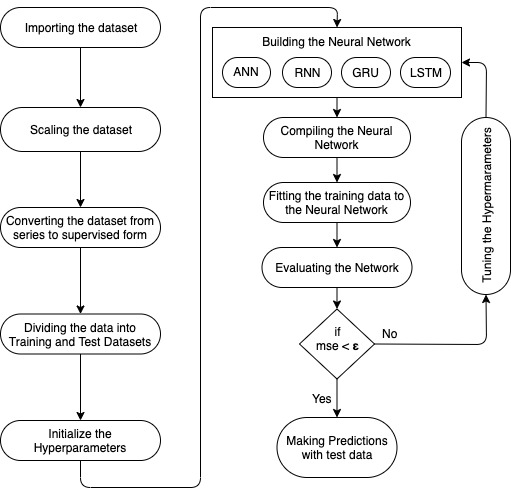 Importing the dataset
Scaling the dataset
Converting the dataset from
series to supervised form
Dividing the data into
Training and Test Datasets
Initialize the
Hyperparameters
Building the Neural Network
ANN
RNN
GRU
LSTM
Compiling the Neural
Network
Fitting the training data to
the Neural Network
Evaluating the Network
if
mse < ε
No
Yes
Making Predictions
with test data
Tuning the Hypermarameters